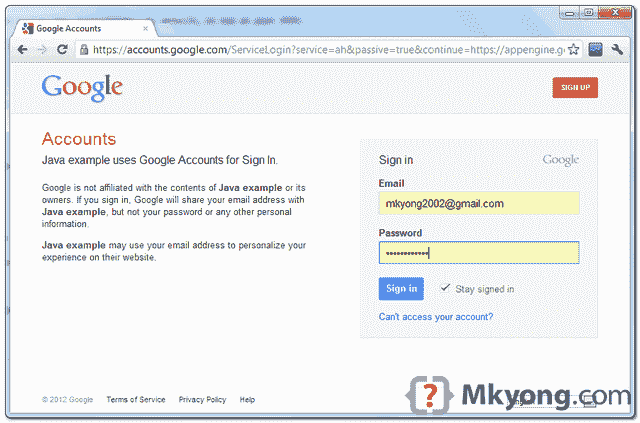 Google Accounts
https://accounts.google.com/ServiceLogin?service=ah&passive=true&continue=https://appengine.go
Google
SIGN UP
Accounts
Java example uses Google Accounts for Sign In.
Google is not affiliated with the contents of Java example or its
owners. If you sign in, Google will share your email address with
Java example, but not your password or any other personal
information.
Java example may use your email address to personalize your
experience on their website.
Sign in Google
Email
mkyong2002@gmail.com
Password
Sign in Stay signed in
Can't access your account?
© 2012 Google Terms of Service Privacy Policy Help
Mkyong.com